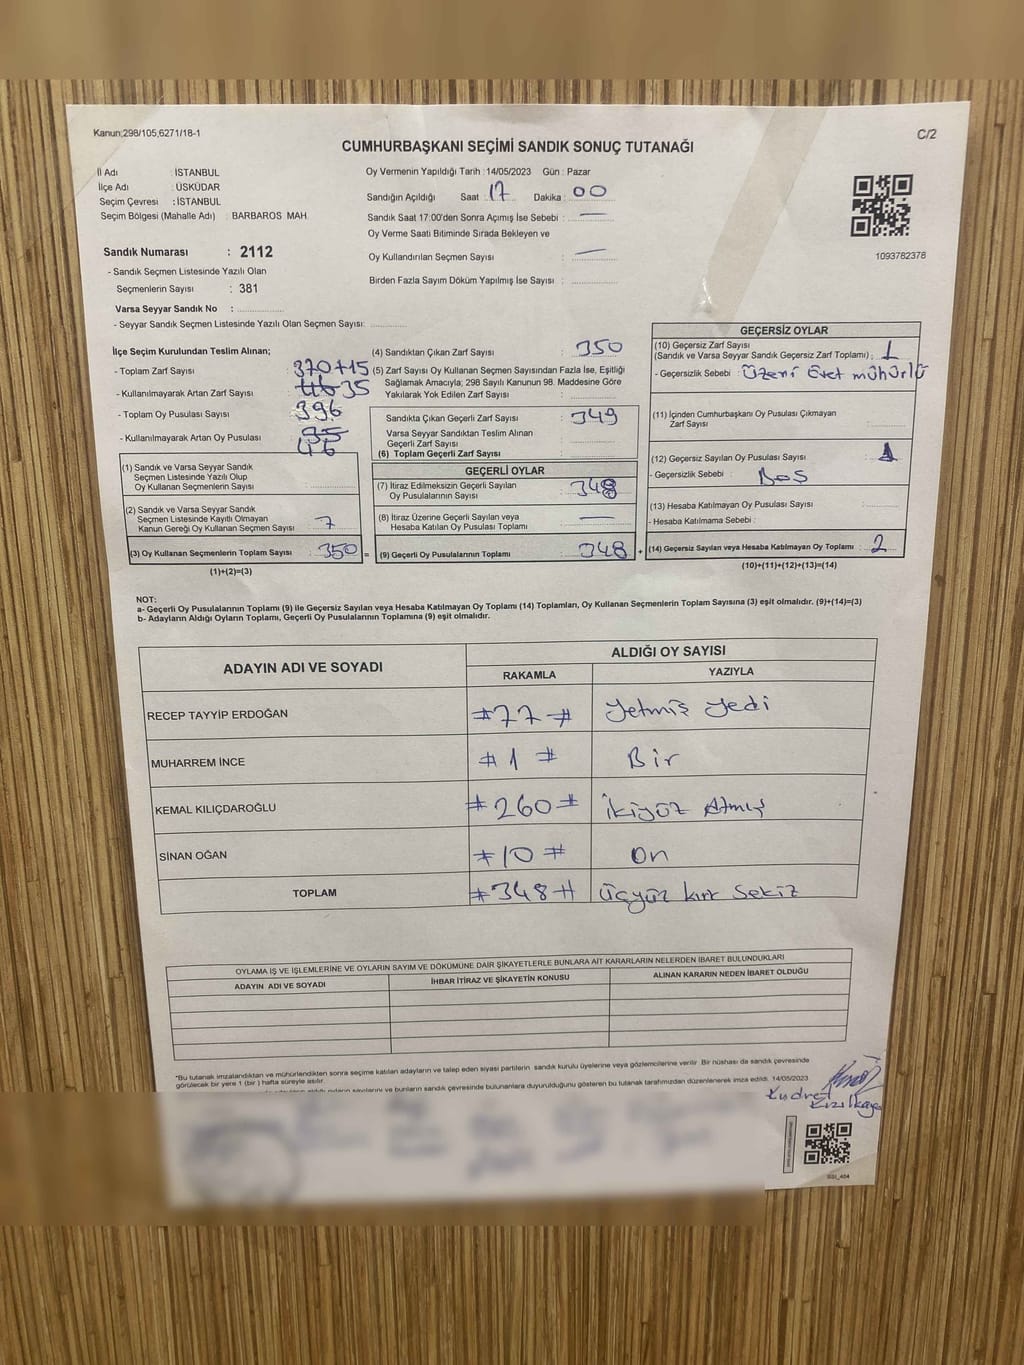 Kanun;298/105,6271/18-1
C/2
CUMHURBAŞKANI SEÇİMİ SANDIK SONUÇ TUTANAĞI
İl Adı : İSTANBUL
İlçe Adı : ÜSKÜDAR
Seçim Çevresi : İSTANBUL
Seçim Bölgesi (Mahalle Adı) : BARBAROS MAH.
Oy Vermenin Yapıldığı Tarih : 14/05/2023 Gün : Pazar
Sandığın Açıldığı Saat : 17 Dakika : 00
Sandık Saat 17:00'den Sonra Açımış İse Sebebi : —
Oy Verme Saati Bitiminde Sırada Bekleyen ve
Oy Kullandırılan Seçmen Sayısı : —
Birden Fazla Sayım Döküm Yapılmış İse Sayısı :
1093782378
Sandık Numarası : 2112
- Sandık Seçmen Listesinde Yazılı Olan
Seçmenlerin Sayısı : 381
Varsa Seyyar Sandık No :
- Seyyar Sandık Seçmen Listesinde Yazılı Olan Seçmen Sayısı:
İlçe Seçim Kurulundan Teslim Alınan;
- Toplam Zarf Sayısı : 370+15
- Kullanılmayarak Artan Zarf Sayısı : 35
- Toplam Oy Pusulası Sayısı : 396
- Kullanılmayarak Artan Oy Pusulası : 46
(1) Sandık ve Varsa Seyyar Sandık
Seçmen Listesinde Yazılı Olup
Oy Kullanan Seçmenlerin Sayısı :
(2) Sandık ve Varsa Seyyar Sandık
Seçmen Listesinde Kayıtlı Olmayan
Kanun Gereği Oy Kullanan Seçmen Sayısı : 7
(3) Oy Kullanan Seçmenlerin Toplam Sayısı : 350 =
(1)+(2)=(3)
(4) Sandıktan Çıkan Zarf Sayısı : 350
(5) Zarf Sayısı Oy Kullanan Seçmen Sayısından Fazla İse, Eşitliği
Sağlamak Amacıyla; 298 Sayılı Kanunun 98. Maddesine Göre
Yakılarak Yok Edilen Zarf Sayısı :
Sandıkta Çıkan Geçerli Zarf Sayısı : 349
Varsa Seyyar Sandıktan Teslim Alınan
Geçerli Zarf Sayısı :
(6) Toplam Geçerli Zarf Sayısı :
GEÇERLİ OYLAR
(7) İtiraz Edilmeksizin Geçerli Sayılan
Oy Pusulalarının Sayısı : 348
(8) İtiraz Üzerine Geçerli Sayılan veya
Hesaba Katılan Oy Pusulası Toplamı : —
(9) Geçerli Oy Pusulalarının Toplamı : 348 +
GEÇERSİZ OYLAR
(10) Geçersiz Zarf Sayısı
(Sandık ve Varsa Seyyar Sandık Geçersiz Zarf Toplamı) : 1
- Geçersizlik Sebebi : Üzeri Evet mühürlü
(11) İçinden Cumhurbaşkanı Oy Pusulası Çıkmayan
Zarf Sayısı :
(12) Geçersiz Sayılan Oy Pusulası Sayısı : 1
- Geçersizlik Sebebi : Boş
(13) Hesaba Katılmayan Oy Pusulası Sayısı :
- Hesaba Katılmama Sebebi :
(14) Geçersiz Sayılan veya Hesaba Katılmayan Oy Toplamı : 2
(10)+(11)+(12)+(13)=(14)
NOT:
a- Geçerli Oy Pusulalarının Toplamı (9) ile Geçersiz Sayılan veya Hesaba Katılmayan Oy Toplamı (14) Toplamları, Oy Kullanan Seçmenlerin Toplam Sayısına (3) eşit olmalıdır. (9)+(14)=(3)
b- Adayların Aldığı Oyların Toplamı, Geçerli Oy Pusulalarının Toplamına (9) eşit olmalıdır.
ADAYIN ADI VE SOYADI ALDIĞI OY SAYISI
RAKAMLA YAZIYLA
RECEP TAYYİP ERDOĞAN #77# Yetmiş Yedi
MUHARREM İNCE #1# Bir
KEMAL KILIÇDAROĞLU #260# İkiyüz Atmış
SİNAN OĞAN #10# On
TOPLAM #348# Üçyüz kırk Sekiz
OYLAMA İŞ VE İŞLEMLERİNE VE OYLARIN SAYIM VE DÖKÜMÜNE DAİR ŞİKAYETLERLE BUNLARA AİT KARARLARIN NELERDEN İBARET BULUNDUKLARI
ADAYIN ADI VE SOYADI İHBAR İTİRAZ VE ŞİKAYETİN KONUSU ALINAN KARARIN NEDEN İBARET OLDUĞU
"Bu tutanak imzalandıktan ve mühürlendikten sonra seçime katılan adayların ve talep eden siyasi partilerin sandık kurulu üyelerine veya gözlemcilerine verilir. Bir nüshası da sandık çevresinde
görülecek bir yere 1 (bir) hafta süreyle asılır.
sayılarını ve bunların sandık çevresinde bulunanlara duyurulduğunu gösteren bu tutanak tarafımızdan düzenlenerek imza edildi. 14/05/2023
Kudret
Kızılkaya